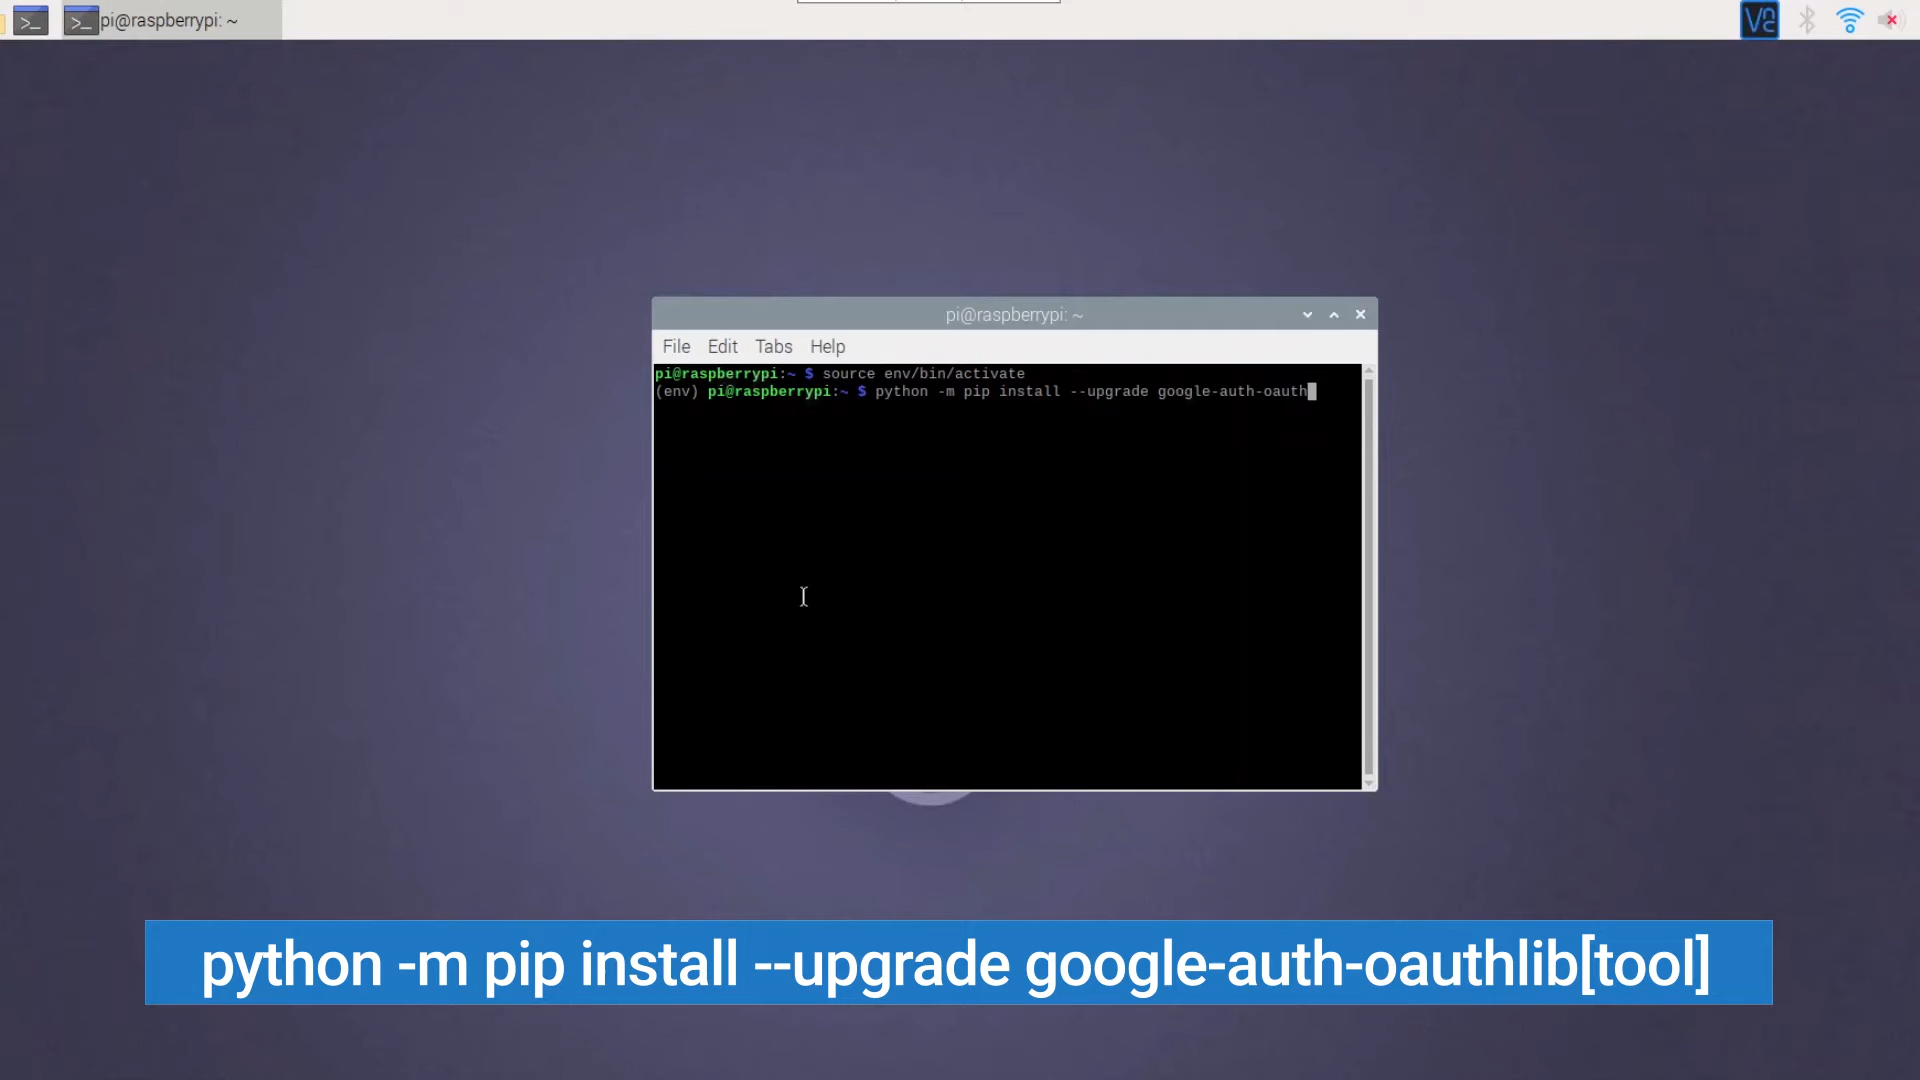 pi@raspberrypi: ~
pi@raspberrypi: ~
File Edit Tabs Help
pi@raspberrypi:~ $ source env/bin/activate
(env) pi@raspberrypi:~ $ python -m pip install --upgrade google-auth-oauth
python -m pip install --upgrade google-auth-oauthlib[tool]